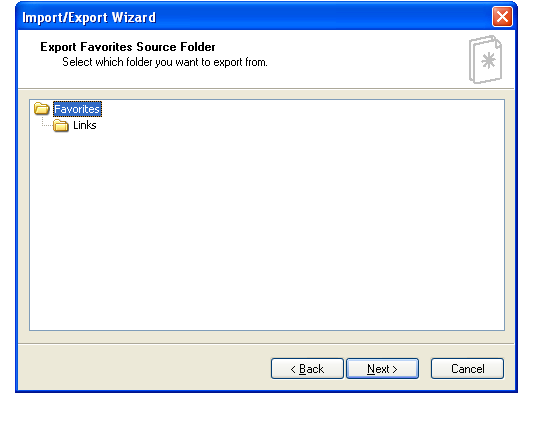 Import/Export Wizard
Export Favorites Source Folder
Select which folder you want to export from.
Favorites
Links
< Back
Next >
Cancel